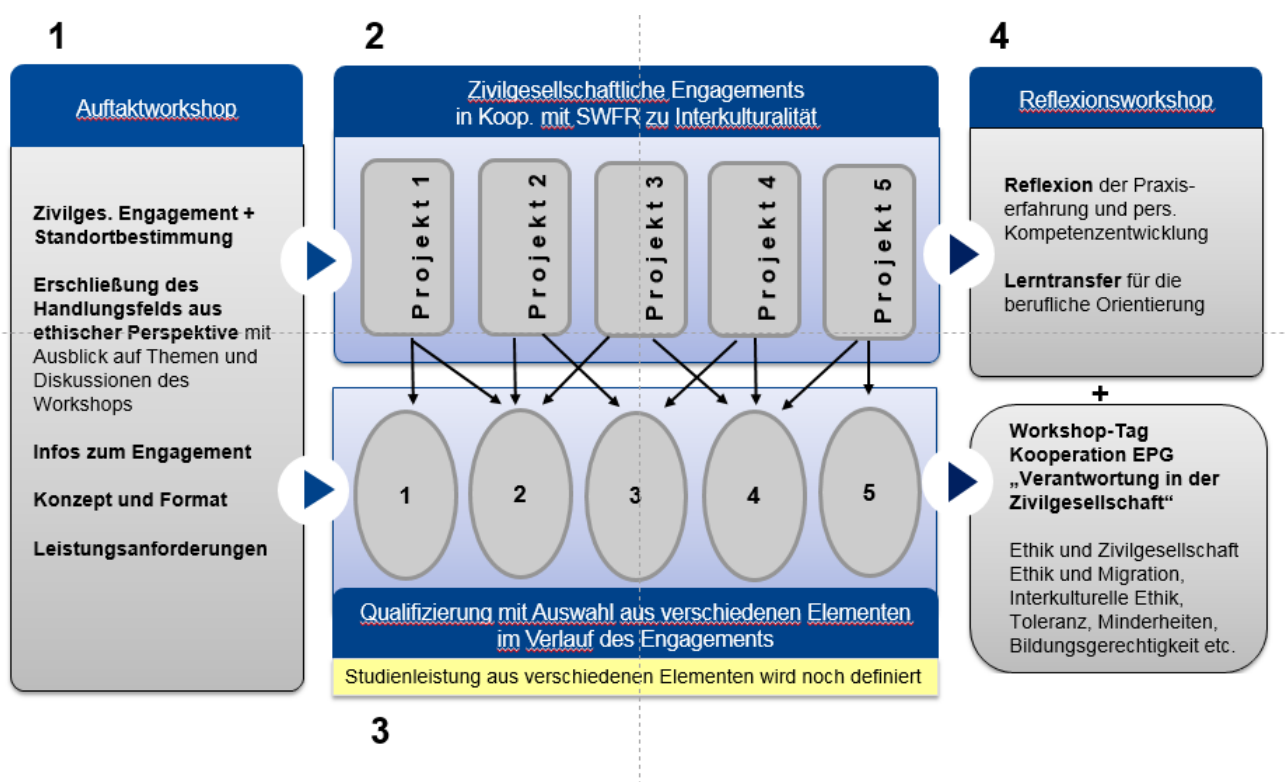 1
Auftaktworkshop
Zivilges. Engagement +
Standortbestimmung
Erschließung des
Handlungsfelds aus
ethischer Perspektive mit
Ausblick auf Themen und
Diskussionen des
Workshops
Infos zum Engagement
Konzept und Format
Leistungsanforderungen
2
Zivilgesellschaftliche Engagements
in Koop. mit SWFR zu Interkulturalität
Projekt 1
Projekt 2
Projekt 3
Projekt 4
Projekt 5
1
2
3
4
5
Qualifizierung mit Auswahl aus verschiedenen Elementen
im Verlauf des Engagements
Studienleistung aus verschiedenen Elementen wird noch definiert
3
4
Reflexionsworkshop
Reflexion der Praxis-
erfahrung und pers.
Kompetenzentwicklung
Lerntransfer für die
berufliche Orientierung
+
Workshop-Tag
Kooperation EPG
„Verantwortung in der
Zivilgesellschaft“
Ethik und Zivilgesellschaft
Ethik und Migration,
Interkulturelle Ethik,
Toleranz, Minderheiten,
Bildungsgerechtigkeit etc.